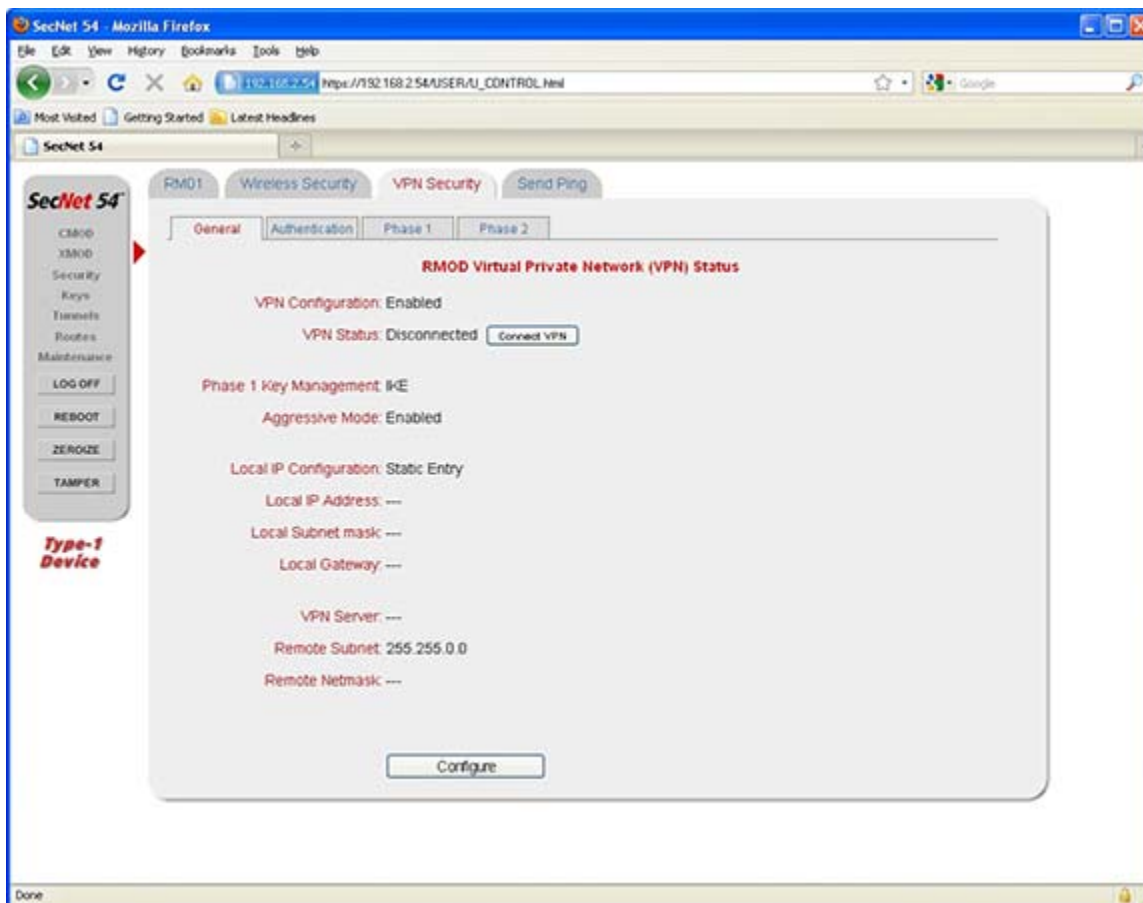 SecNet 54 - Mozilla Firefox
File Edit View History Bookmarks Tools Help
192.168.2.54 https://192.168.2.54/USER/U_CONTROL.html Google
Most Visited Getting Started Latest Headlines
SecNet 54
RM01 Wireless Security VPN Security Send Ping
SecNet 54
General Authentication Phase 1 Phase 2
CMOD
XMOD
Security
Keys
Tunnels
Routes
Maintenance
LOG OFF
REBOOT
ZEROIZE
TAMPER
Type-1
Device
RMOD Virtual Private Network (VPN) Status
VPN Configuration: Enabled
VPN Status: Disconnected Connect VPN
Phase 1 Key Management: IKE
Aggressive Mode: Enabled
Local IP Configuration: Static Entry
Local IP Address: ---
Local Subnet mask: ---
Local Gateway: ---
VPN Server: ---
Remote Subnet: 255.255.0.0
Remote Netmask: ---
Configure
Done